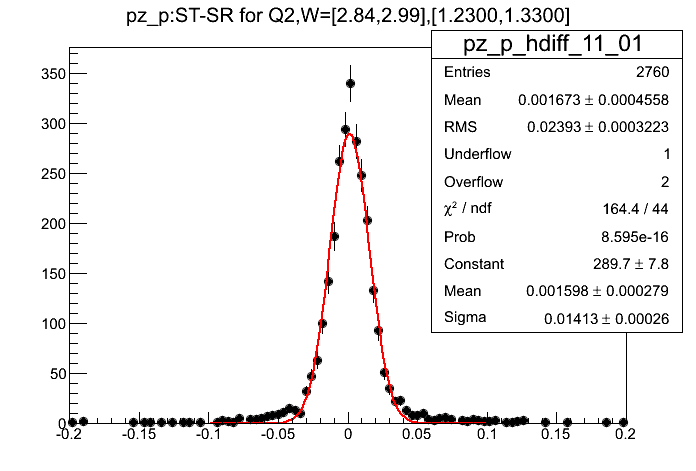 pz_p:ST-SR for Q2,W=[2.84,2.99],[1.2300,1.3300]
pz_p_hdiff_11_01
Entries 2760
Mean 0.001673 ± 0.0004558
RMS 0.02393 ± 0.0003223
Underflow 1
Overflow 2
χ² / ndf 164.4 / 44
Prob 8.595e-16
Constant 289.7 ± 7.8
Mean 0.001598 ± 0.000279
Sigma 0.01413 ± 0.00026
350
300
250
200
150
100
50
0
-0.2 -0.15 -0.1 -0.05 0 0.05 0.1 0.15 0.2